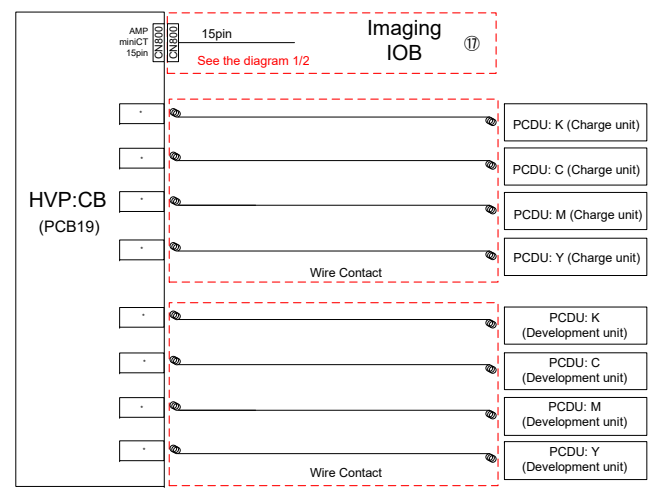 AMP
miniCT
15pin
CN800
CN800
15pin
See the diagram 1/2
Imaging
IOB
⑰
HVP:CB
(PCB19)
*
PCDU: K (Charge unit)
*
PCDU: C (Charge unit)
*
PCDU: M (Charge unit)
*
PCDU: Y (Charge unit)
Wire Contact
*
PCDU: K
(Development unit)
*
PCDU: C
(Development unit)
*
PCDU: M
(Development unit)
*
PCDU: Y
(Development unit)
Wire Contact